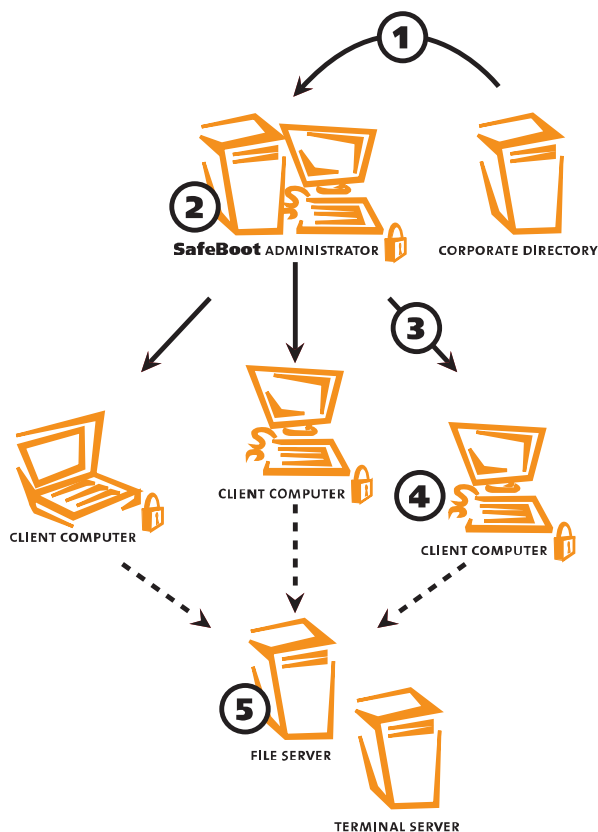 1
2
SafeBoot ADMINISTRATOR
CORPORATE DIRECTORY
3
CLIENT COMPUTER
4
CLIENT COMPUTER
CLIENT COMPUTER
5
FILE SERVER
TERMINAL SERVER